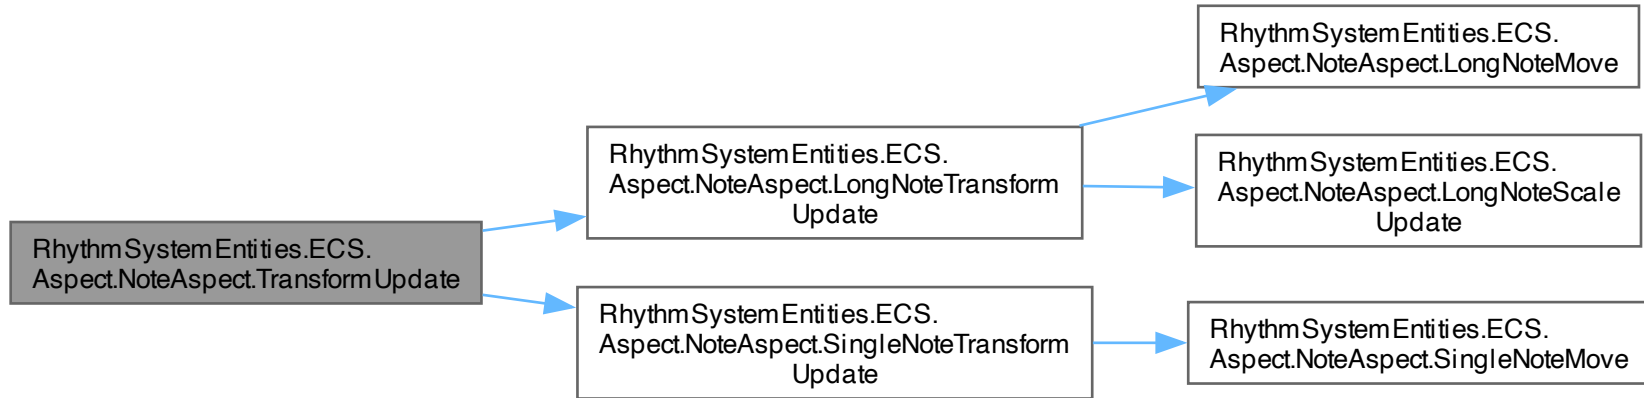 RhythmSystemEntities.ECS.
Aspect.NoteAspect.TransformUpdate
RhythmSystemEntities.ECS.
Aspect.NoteAspect.LongNoteTransform
Update
RhythmSystemEntities.ECS.
Aspect.NoteAspect.LongNoteMove
RhythmSystemEntities.ECS.
Aspect.NoteAspect.LongNoteScale
Update
RhythmSystemEntities.ECS.
Aspect.NoteAspect.SingleNoteTransform
Update
RhythmSystemEntities.ECS.
Aspect.NoteAspect.SingleNoteMove